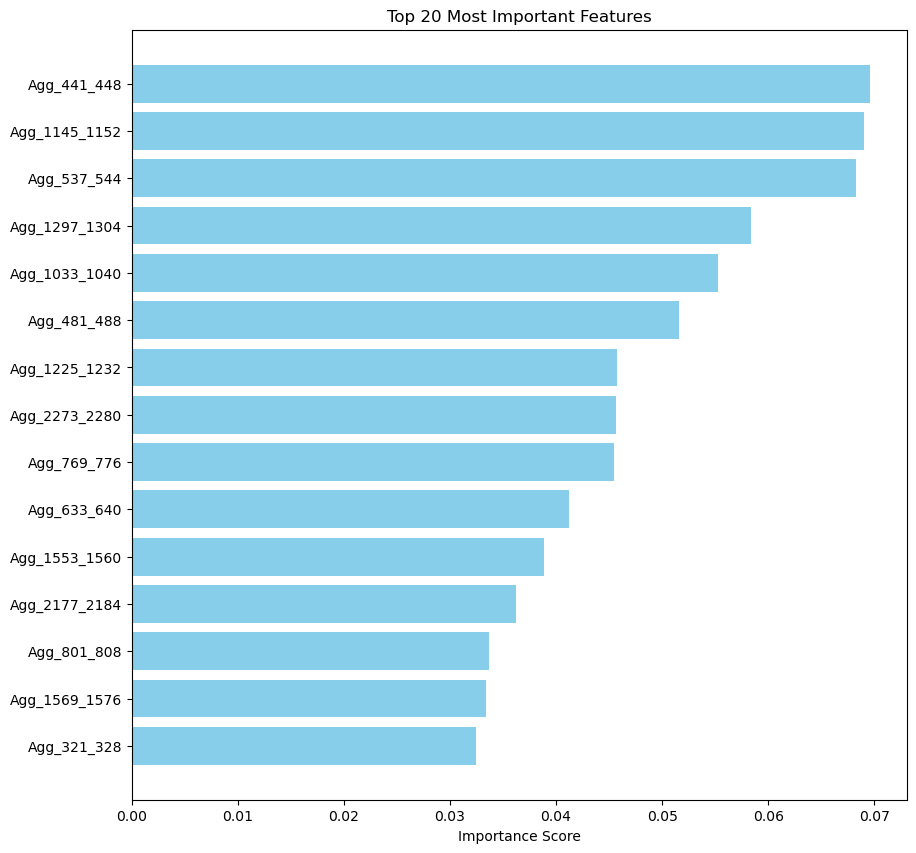 Top 20 Most Important Features
Agg_441_448
Agg_1145_1152
Agg_537_544
Agg_1297_1304
Agg_1033_1040
Agg_481_488
Agg_1225_1232
Agg_2273_2280
Agg_769_776
Agg_633_640
Agg_1553_1560
Agg_2177_2184
Agg_801_808
Agg_1569_1576
Agg_321_328
0.00 0.01 0.02 0.03 0.04 0.05 0.06 0.07
Importance Score